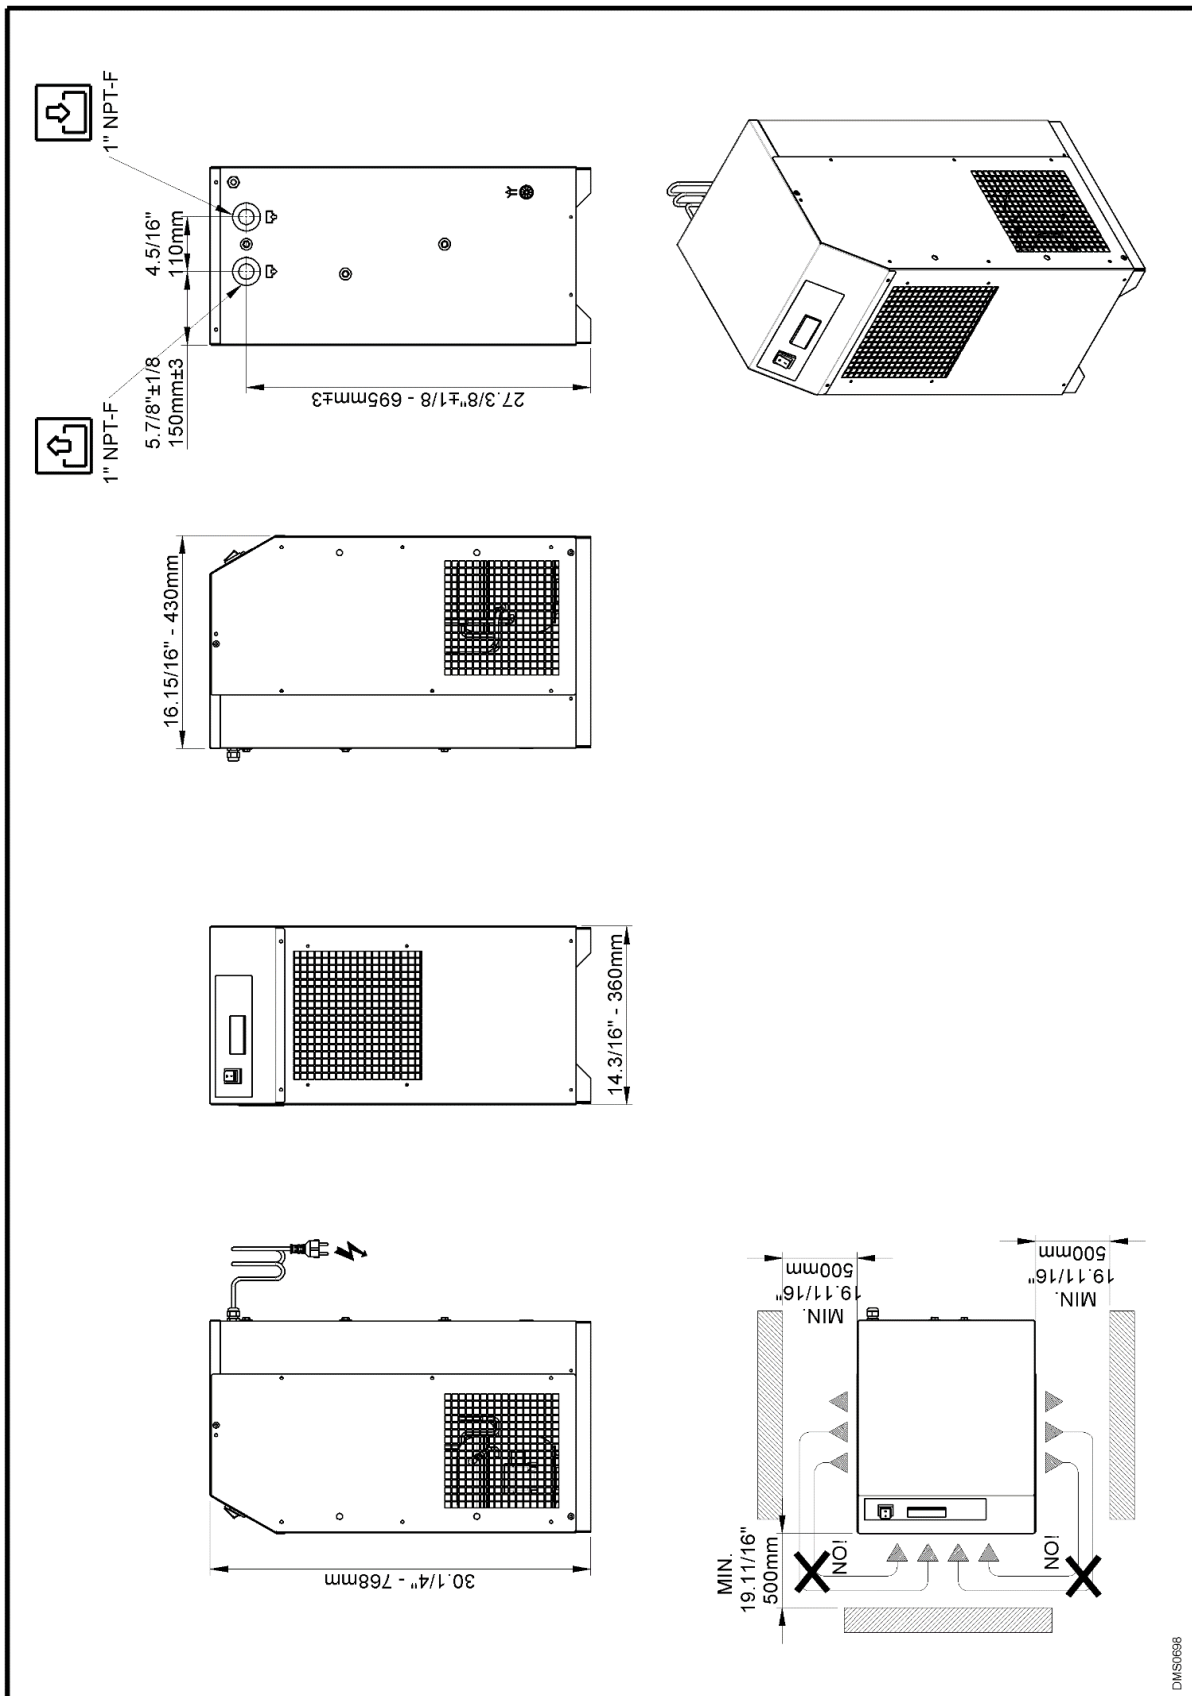 1" NPT-F
4.5/16"
110mm
1" NPT-F
5.7/8"±1/8
150mm±3
27.3/8"±1/8 - 695mm±3
16.15/16" - 430mm
14.3/16" - 360mm
30.1/4" - 768mm
MIN.
19.11/16"
500mm
MIN.
19.11/16"
500mm
MIN.
19.11/16"
500mm
NO!
NO!
DMS0698